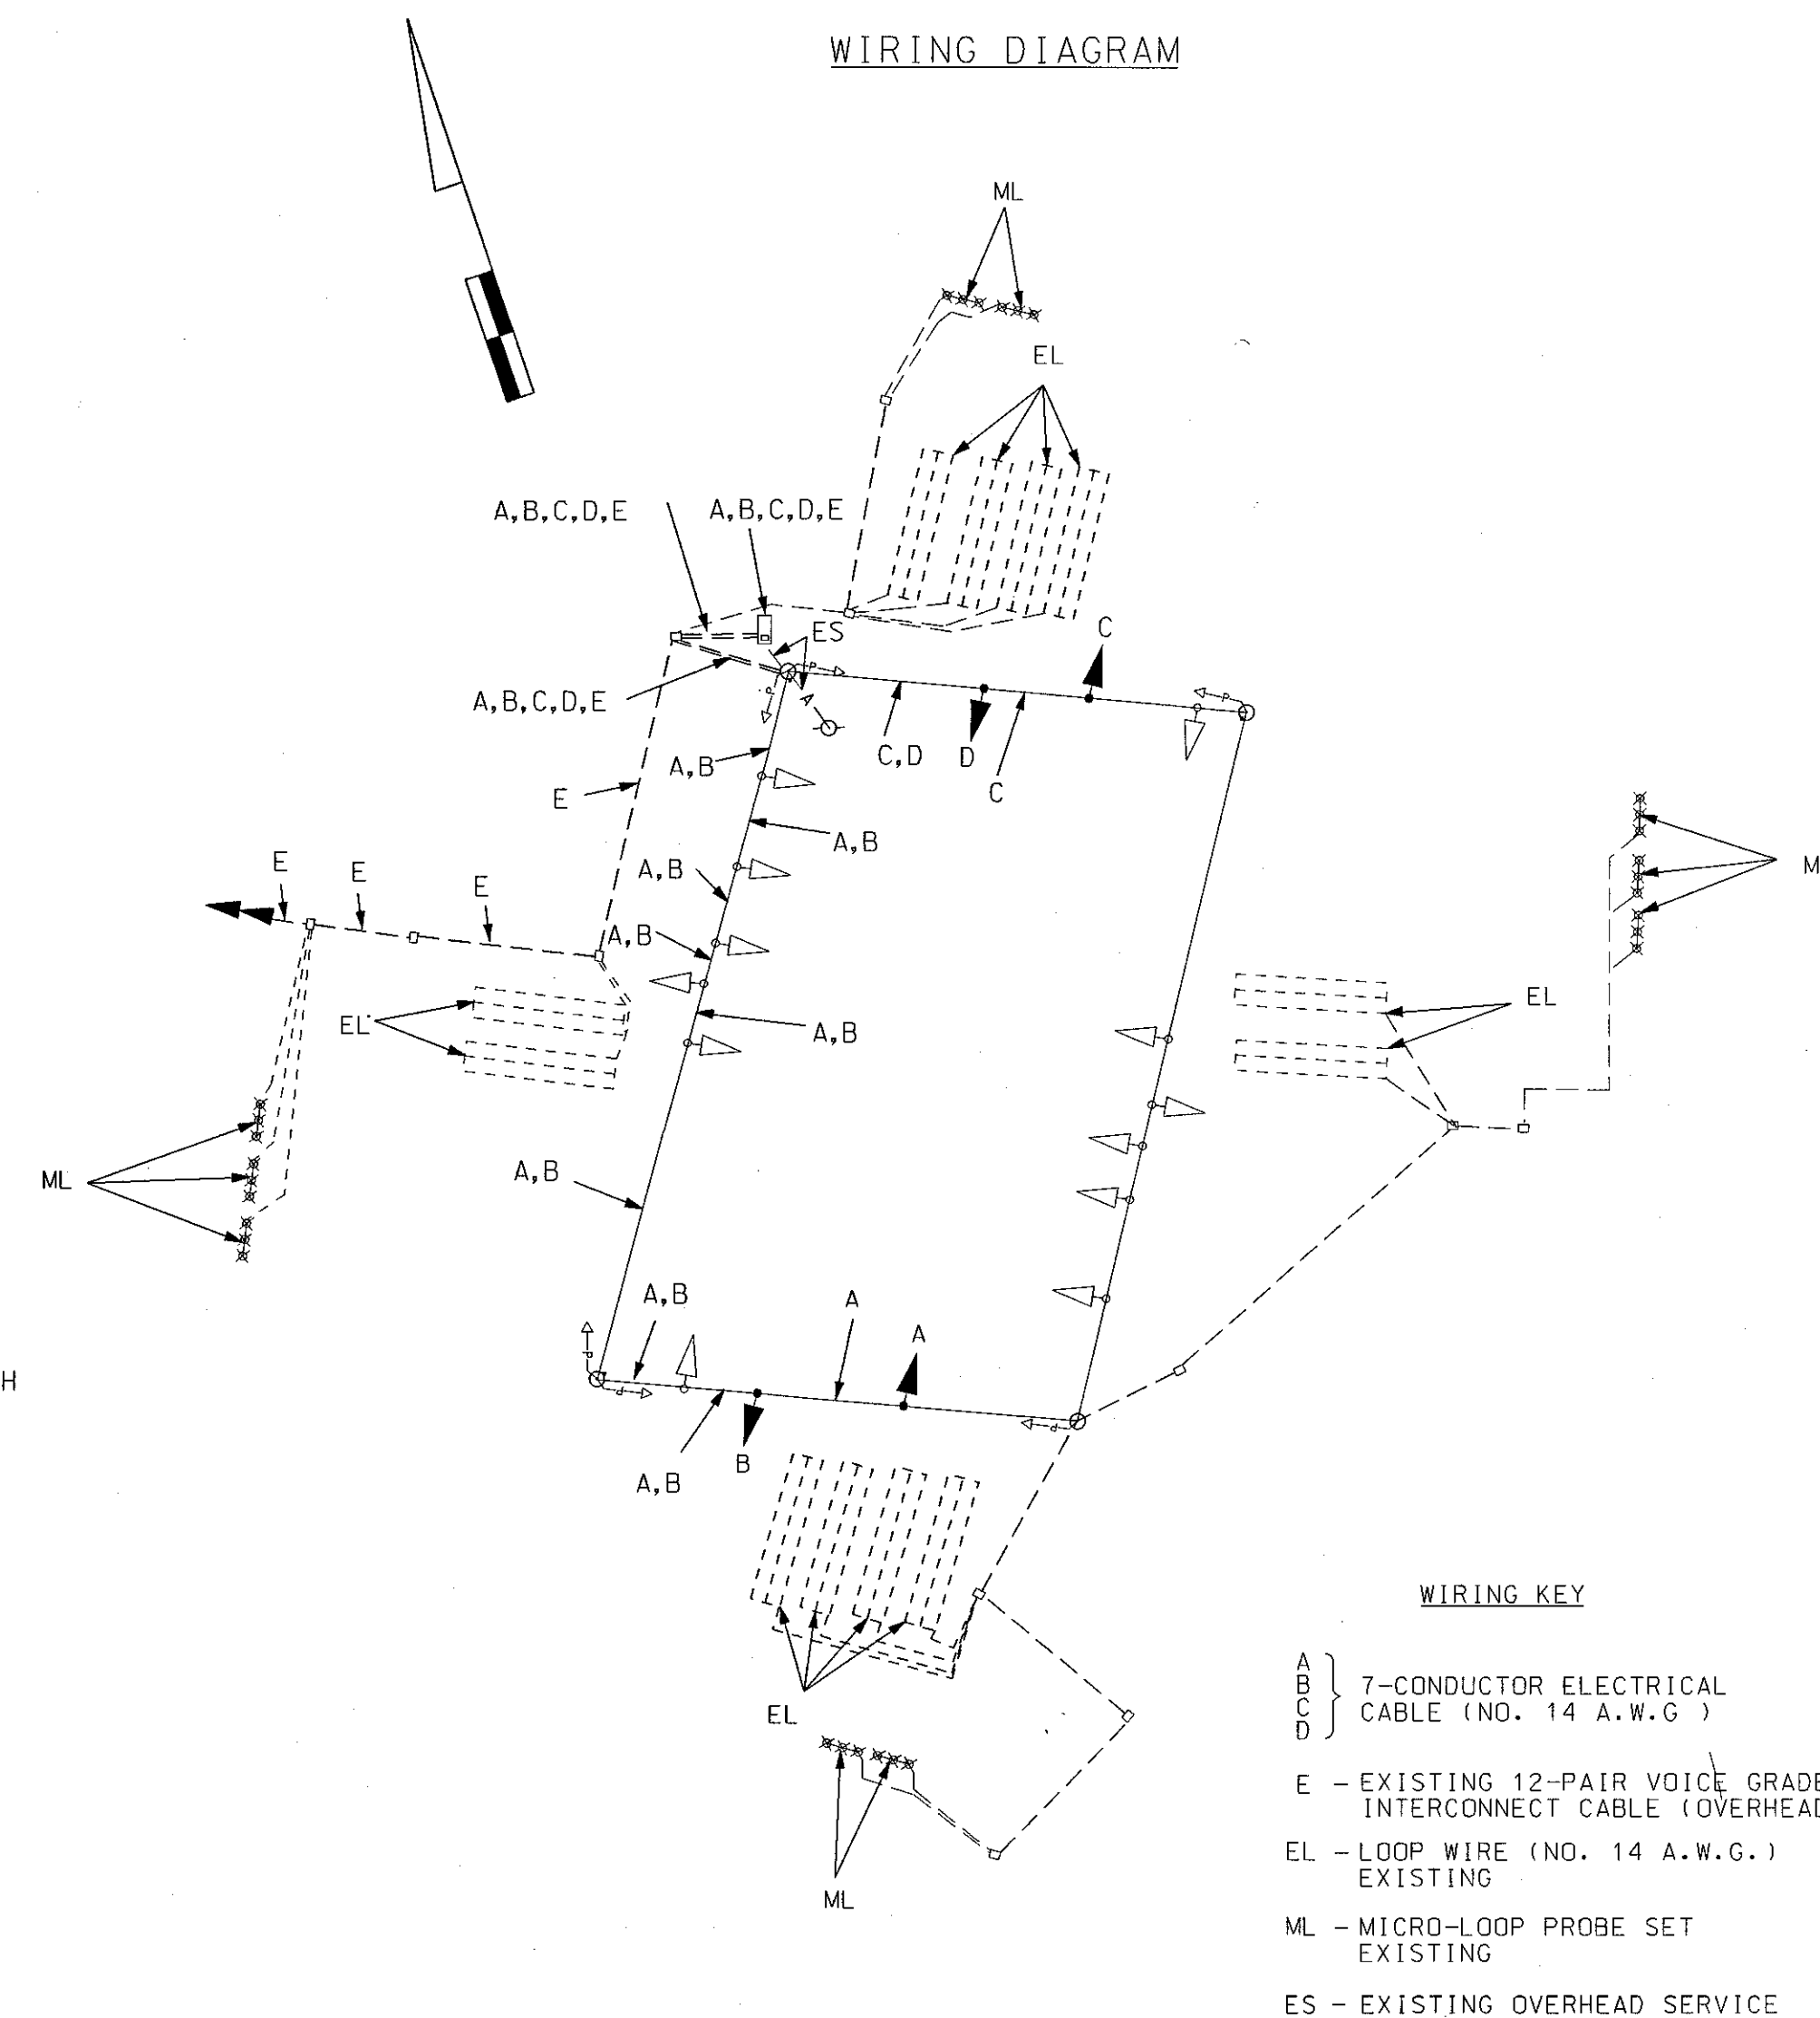 WIRING DIAGRAM
ML
EL
A,B,C,D,E
A,B,C,D,E
ES
C
A,B,C,D,E
A
C,D
D
C
A,B
E
A,B
A,B
E
E
E
A,B
A,B
EL
EL
M
ML
A,B
A,B
A
A
H
B
A,B
EL
ML
WIRING KEY
A
B
C
D
7-CONDUCTOR ELECTRICAL
CABLE (NO. 14 A.W.G )
E - EXISTING 12-PAIR VOICE GRADE
INTERCONNECT CABLE (OVERHEAD
EL - LOOP WIRE (NO. 14 A.W.G.)
EXISTING
ML - MICRO-LOOP PROBE SET
EXISTING
ES - EXISTING OVERHEAD SERVICE